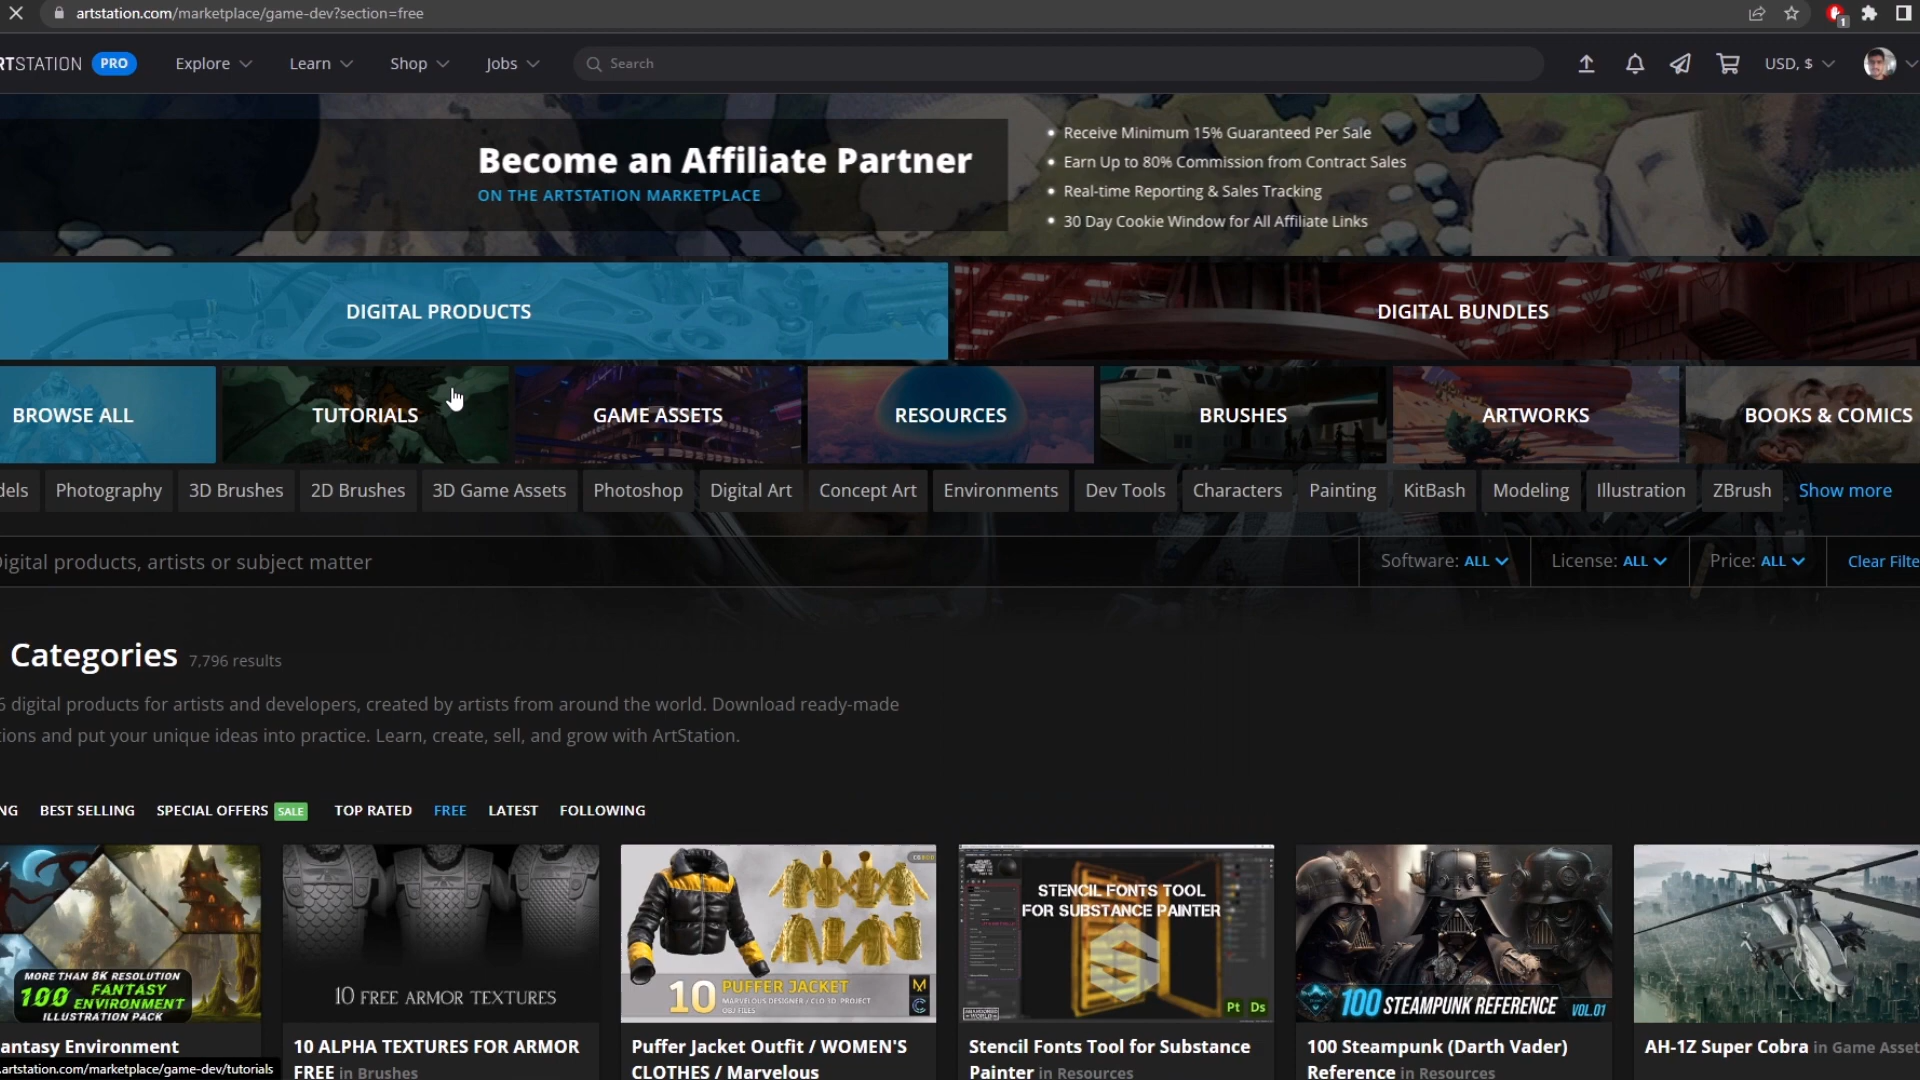 artstation.com/marketplace/game-dev?section=free
1
RTSTATION PRO Explore Learn Shop Jobs Search USD, $
Become an Affiliate Partner
ON THE ARTSTATION MARKETPLACE
• Receive Minimum 15% Guaranteed Per Sale
• Earn Up to 80% Commission from Contract Sales
• Real-time Reporting & Sales Tracking
• 30 Day Cookie Window for All Affiliate Links
DIGITAL PRODUCTS DIGITAL BUNDLES
BROWSE ALL TUTORIALS GAME ASSETS RESOURCES BRUSHES ARTWORKS BOOKS & COMICS
dels Photography 3D Brushes 2D Brushes 3D Game Assets Photoshop Digital Art Concept Art Environments Dev Tools Characters Painting KitBash Modeling Illustration ZBrush Show more
Digital products, artists or subject matter Software: ALL License: ALL Price: ALL Clear Filte
Categories 7,796 results
6 digital products for artists and developers, created by artists from around the world. Download ready-made
tions and put your unique ideas into practice. Learn, create, sell, and grow with ArtStation.
NG BEST SELLING SPECIAL OFFERS SALE TOP RATED FREE LATEST FOLLOWING
MORE THAN 8K RESOLUTION
100 FANTASY
ENVIRONMENT
ILLUSTRATION PACK
10 FREE ARMOR TEXTURES
10 PUFFER JACKET
MARVELOUS DESIGNER / CLO 3D. PROJECT
OBJ FILES
STENCIL FONTS TOOL
FOR SUBSTANCE PAINTER
Pt Ds
100 STEAMPUNK REFERENCE VOL.01
antasy Environment
10 ALPHA TEXTURES FOR ARMOR
FREE in Brushes
Puffer Jacket Outfit / WOMEN'S
CLOTHES / Marvelous
Stencil Fonts Tool for Substance
Painter in Resources
100 Steampunk (Darth Vader)
Reference in Resources
AH-1Z Super Cobra in Game Asset
.artstation.com/marketplace/game-dev/tutorials